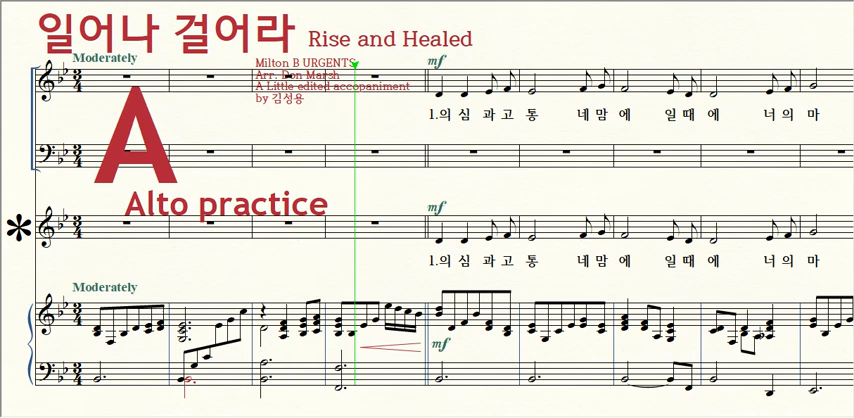 일어나 걸어라 Rise and Healed
Moderately
Milton B URGENTS
Arr. Don Marsh
A Little edited accopaniment
by 김성용
mf
1.의 심 과 고 통 네 맘 에 일 때 에 너 의 마
A
Alto practice
mf
1.의 심 과 고 통 네 맘 에 일 때 에 너 의 마
Moderately
mf